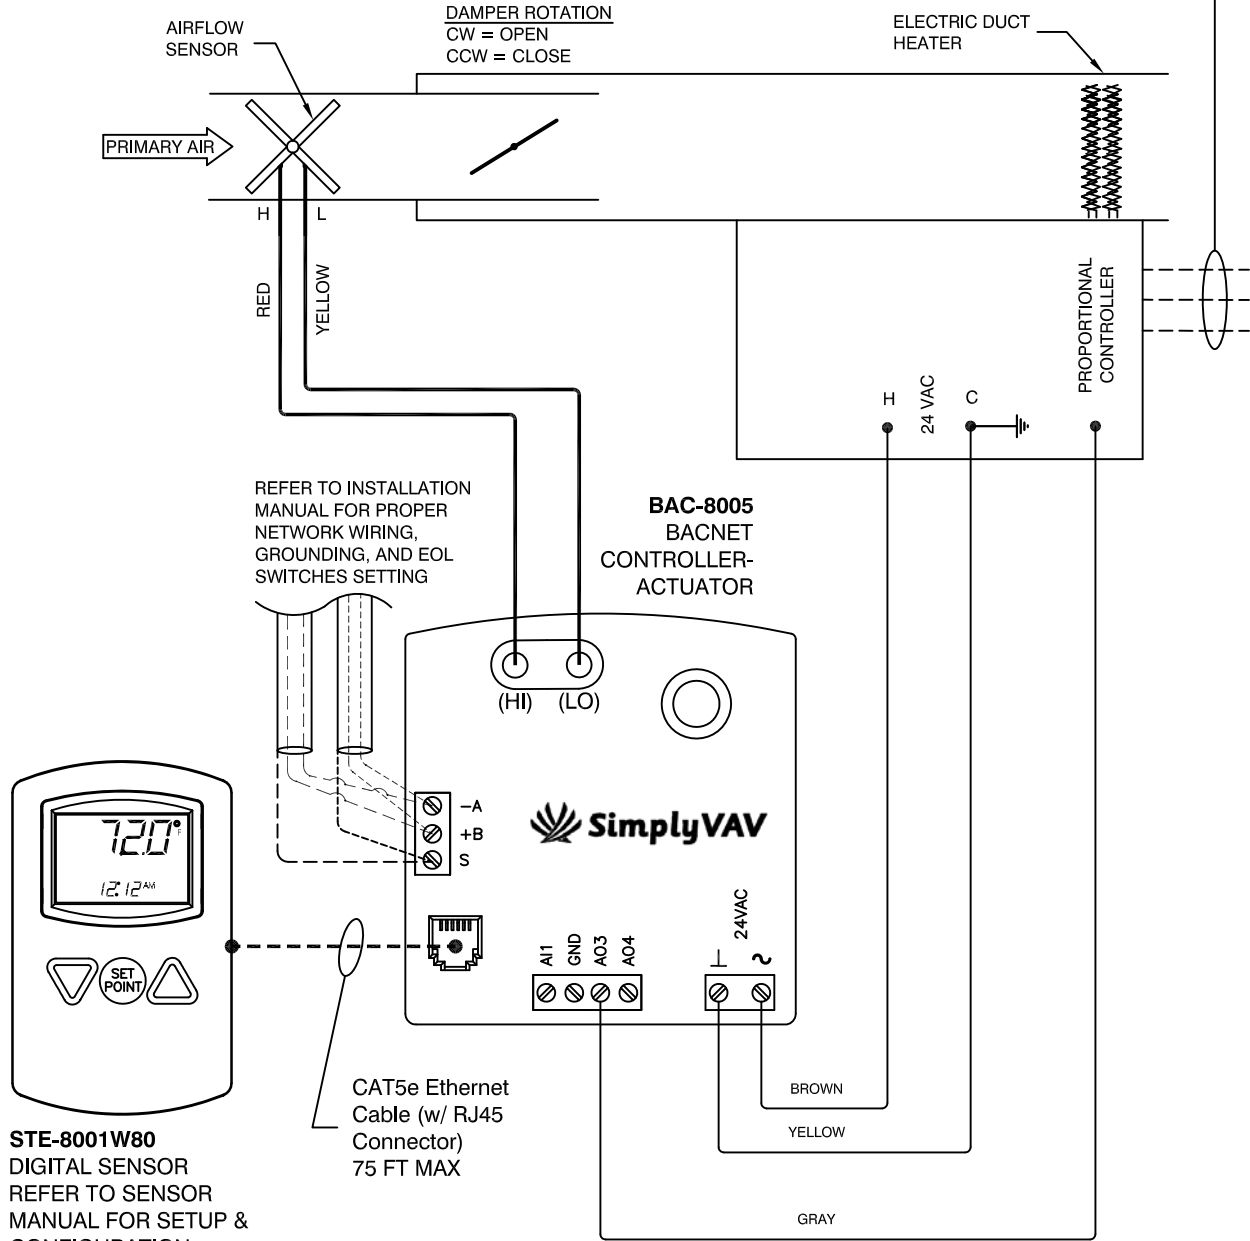 DAMPER ROTATION
CW = OPEN
CCW = CLOSE
AIRFLOW
SENSOR
ELECTRIC DUCT
HEATER
PRIMARY AIR
H
L
RED
YELLOW
PROPORTIONAL
CONTROLLER
H
24 VAC
C
REFER TO INSTALLATION
MANUAL FOR PROPER
NETWORK WIRING,
GROUNDING, AND EOL
SWITCHES SETTING
BAC-8005
BACNET
CONTROLLER-
ACTUATOR
(HI)
(LO)
-A
+B
S
SimplyVAV
72.0°F
12:12 AM
SET
POINT
AI1
GND
AO3
AO4
24VAC
⊥
~
BROWN
YELLOW
GRAY
CAT5e Ethernet
Cable (w/ RJ45
Connector)
75 FT MAX
STE-8001W80
DIGITAL SENSOR
REFER TO SENSOR
MANUAL FOR SETUP &
CONFIGURATION